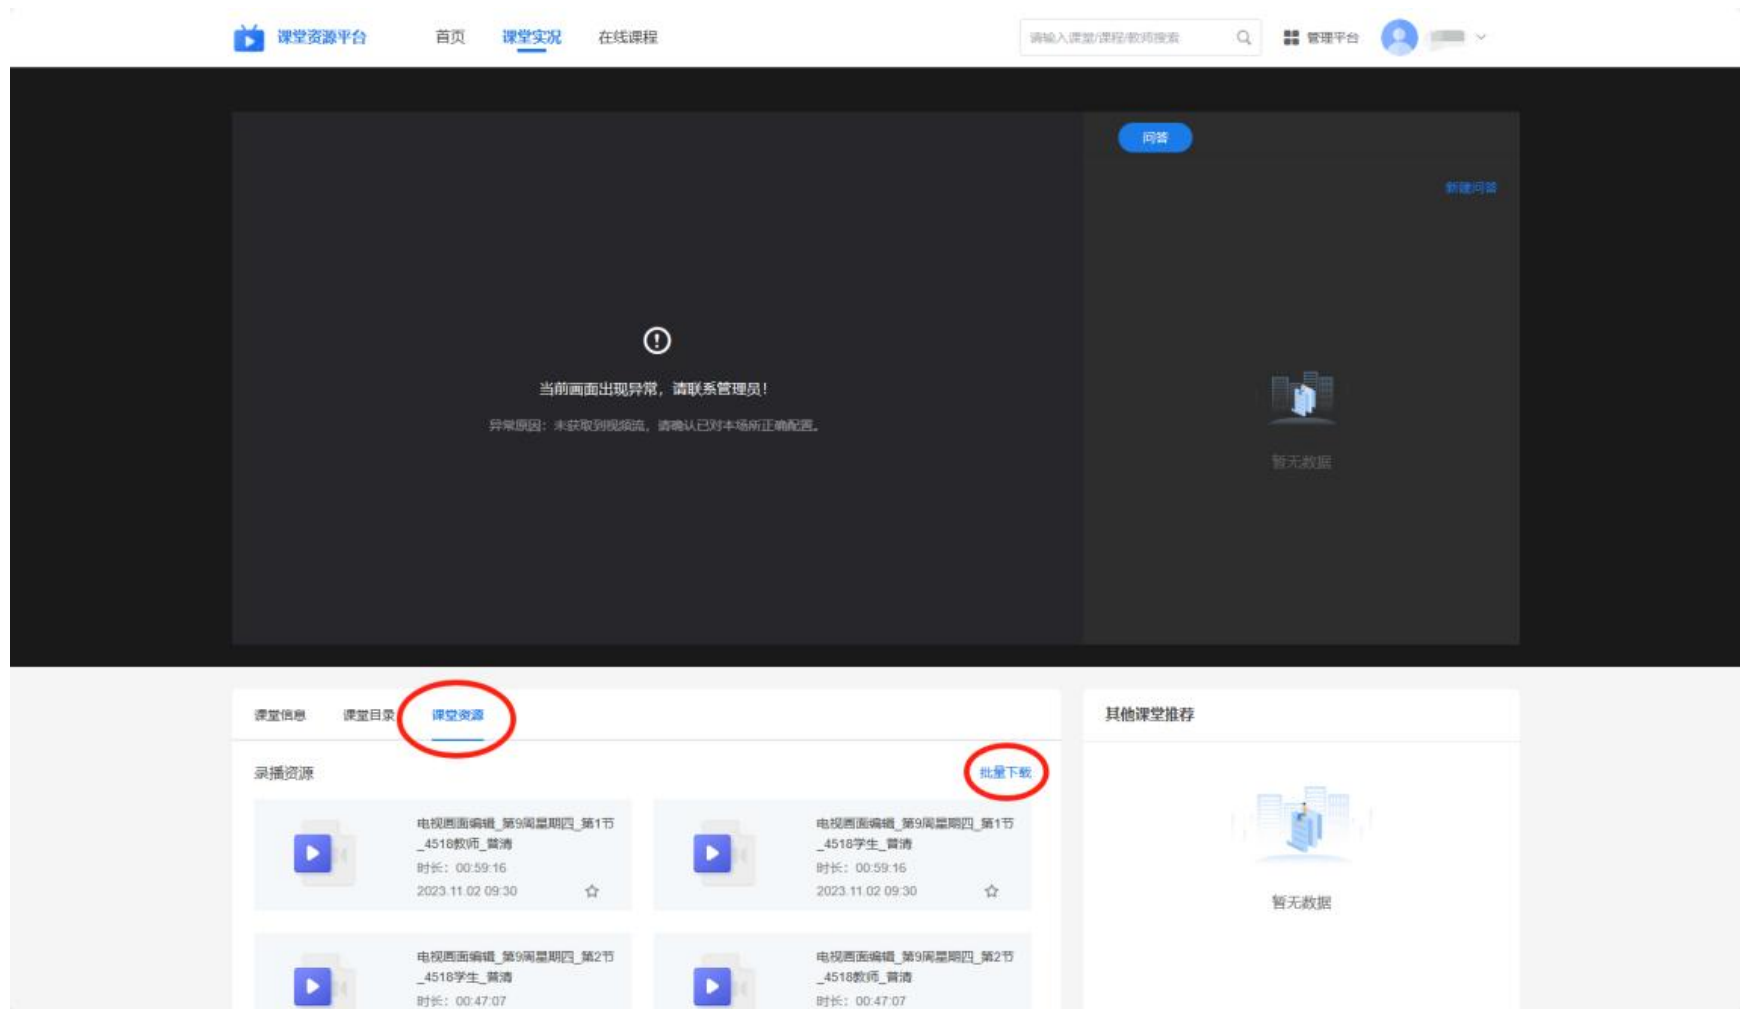 课堂资源平台 首页 课堂实况 在线课程 请输入课堂/课程/教师搜索 管理平台
问答
新建问答
当前画面出现异常，请联系管理员！
异常原因：未获取到视频流，请确认已对本场所正确配置。
暂无数据
课堂信息 课堂目录 课堂资源
录播资源 批量下载
电视画面编辑_第9周星期四_第1节
_4518教师_普清
时长：00:59:16
2023.11.02 09:30
电视画面编辑_第9周星期四_第1节
_4518学生_普清
时长：00:59:16
2023.11.02 09:30
电视画面编辑_第9周星期四_第2节
_4518学生_普清
时长：00:47:07
电视画面编辑_第9周星期四_第2节
_4518教师_普清
时长：00:47:07
其他课堂推荐
暂无数据